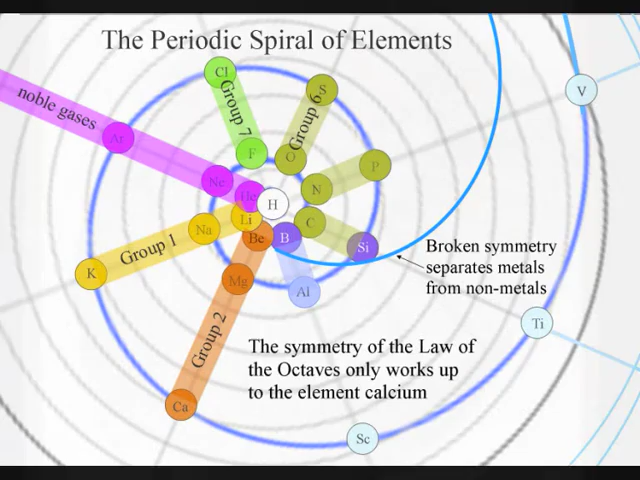 The Periodic Spiral of Elements
Cl
S
V
noble gases
Group 7
Group 6
Ar
F
O
P
Ne
N
He
H
Li
C
Na
Be
B
Si
Group 1
Broken symmetry
separates metals
from non-metals
K
Mg
Al
Group 2
Ti
The symmetry of the Law of
the Octaves only works up
to the element calcium
Ca
Sc